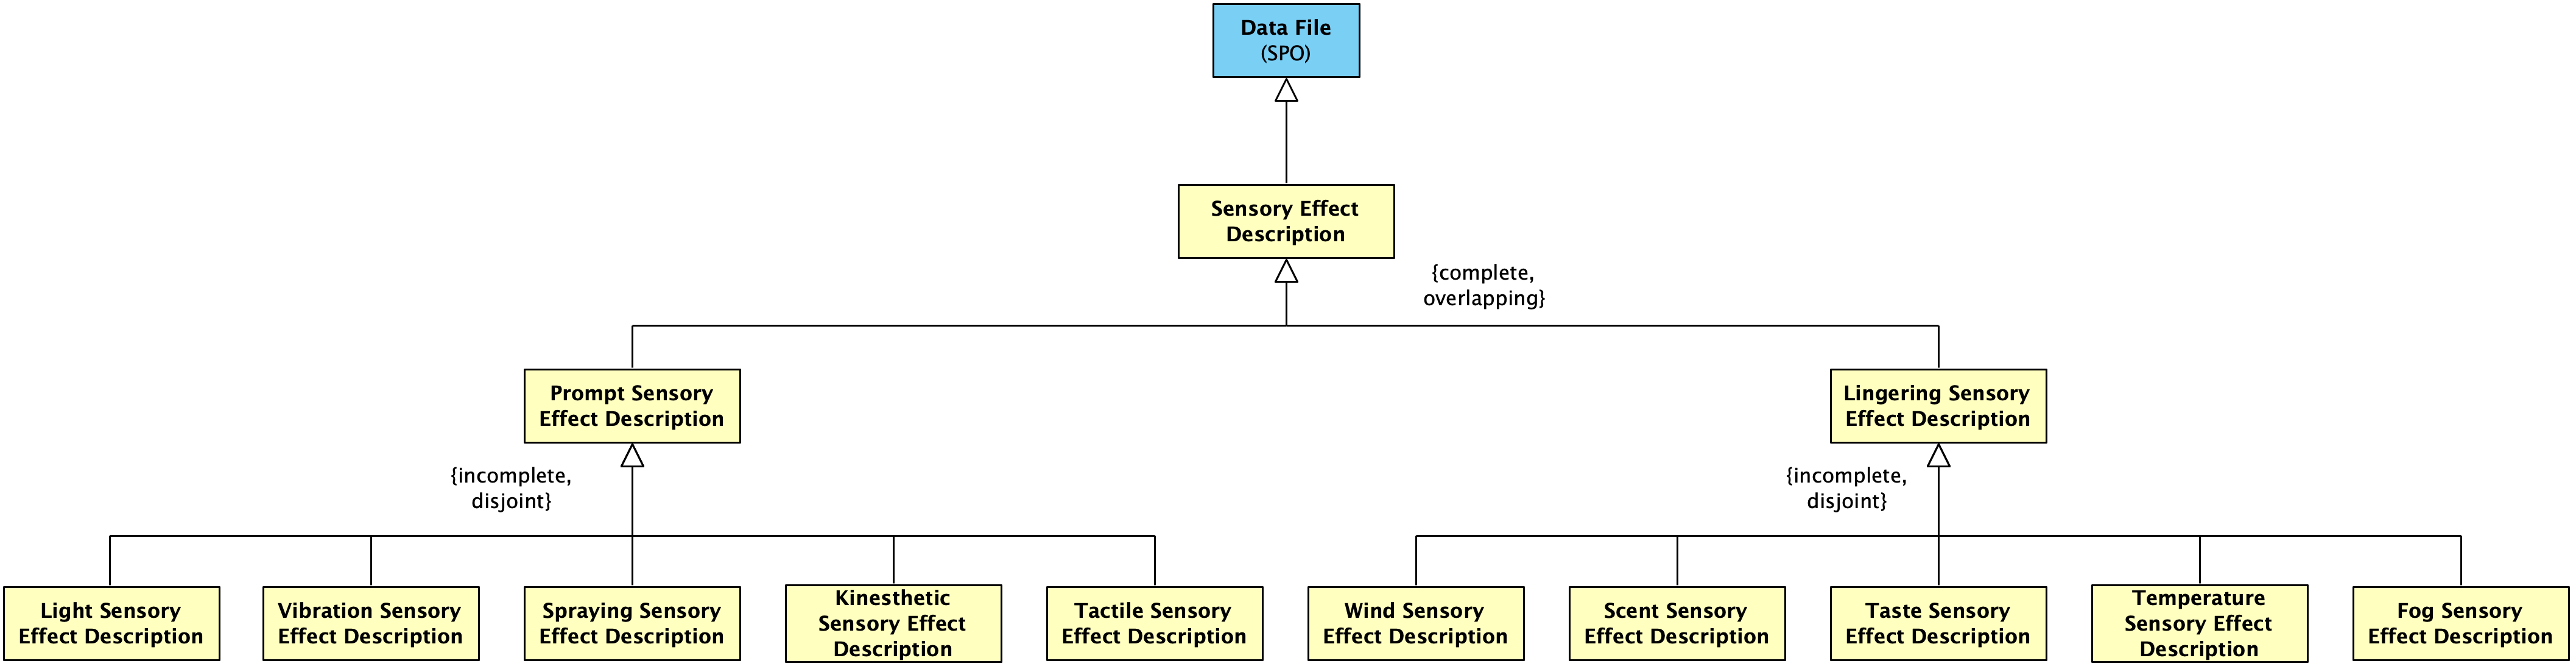 Data File
(SPO)
Sensory Effect
Description
{complete,
overlapping}
Prompt Sensory
Effect Description
Lingering Sensory
Effect Description
{incomplete,
disjoint}
{incomplete,
disjoint}
Light Sensory
Effect Description
Vibration Sensory
Effect Description
Spraying Sensory
Effect Description
Kinesthetic
Sensory Effect
Description
Tactile Sensory
Effect Description
Wind Sensory
Effect Description
Scent Sensory
Effect Description
Taste Sensory
Effect Description
Temperature
Sensory Effect
Description
Fog Sensory
Effect Description